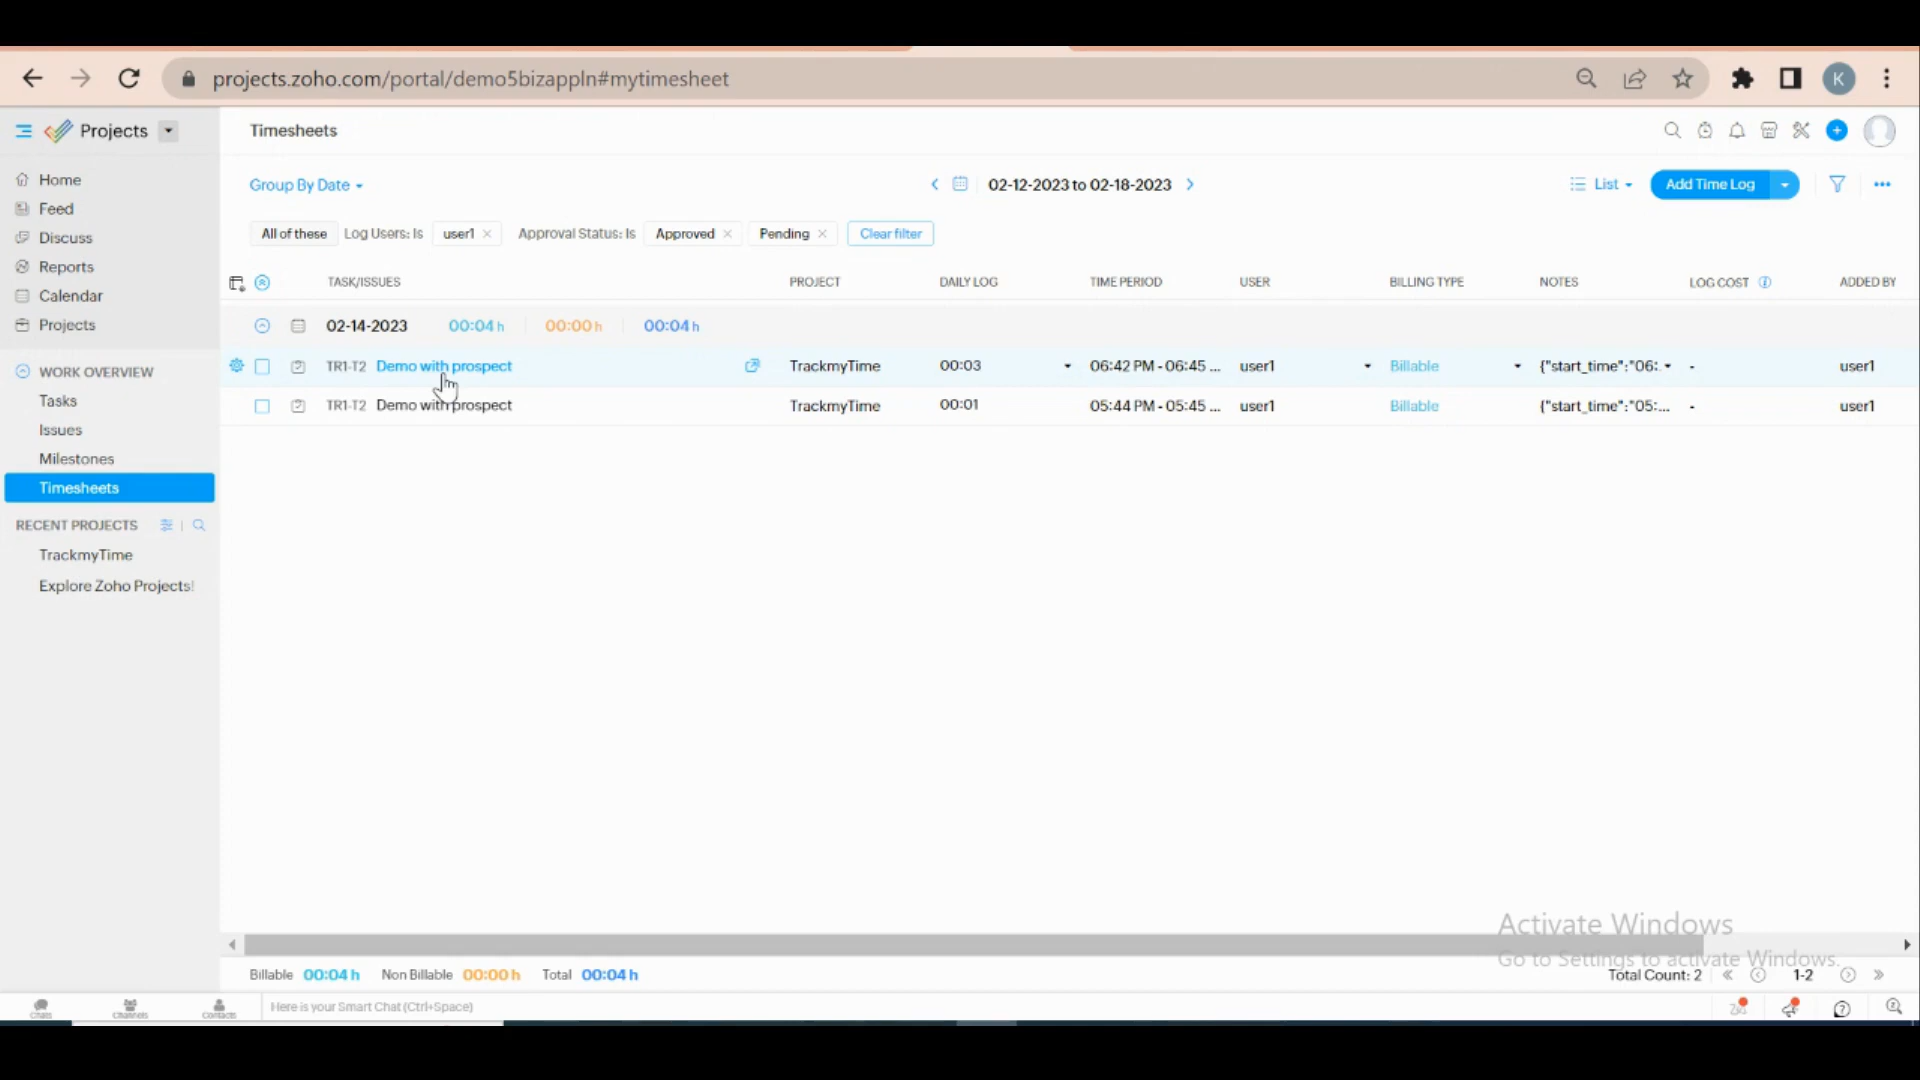 projects.zoho.com/portal/demo5bizappln#mytimesheet
K
Projects
Timesheets
Home
Feed
Discuss
Reports
Calendar
Projects
WORK OVERVIEW
Tasks
Issues
Milestones
Timesheets
RECENT PROJECTS
TrackmyTime
Explore Zoho Projects!
Group By Date
02-12-2023 to 02-18-2023
List
Add Time Log
All of these Log Users: Is user1 Approval Status: Is Approved Pending Clear filter
TASK/ISSUES PROJECT DAILY LOG TIME PERIOD USER BILLING TYPE NOTES LOG COST ADDED BY
02-14-2023 00:04 h 00:00 h 00:04 h
TR1-T2 Demo with prospect TrackmyTime 00:03 06:42 PM - 06:45 ... user1 Billable {"start_time":"06:. - user1
TR1-T2 Demo with prospect TrackmyTime 00:01 05:44 PM - 05:45 ... user1 Billable {"start_time":"05:... - user1
Activate Windows
Go to Settings to activate Windows.
Billable 00:04 h Non Billable 00:00 h Total 00:04 h
Total Count: 2 1-2
Chats Channels Contacts
Here is your Smart Chat (Ctrl+Space)